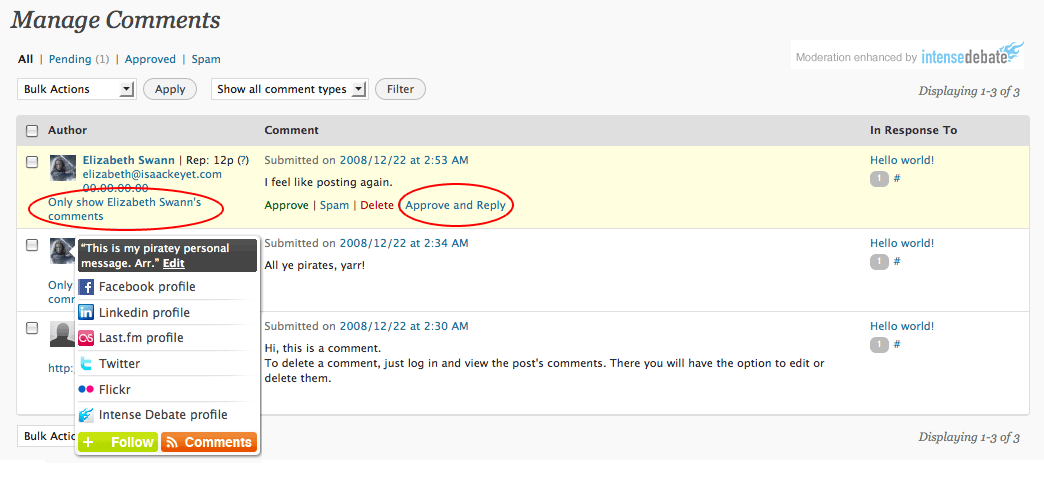 Manage Comments
All | Pending (1) | Approved | Spam
Moderation enhanced by intensedebate
Bulk Actions Apply Show all comment types Filter
Displaying 1-3 of 3
Author Comment In Response To
Elizabeth Swann | Rep: 12p (?)
elizabeth@isaackeyet.com
00.00.00.00
Only show Elizabeth Swann's
comments
Submitted on 2008/12/22 at 2:53 AM
I feel like posting again.
Approve | Spam | Delete | Approve and Reply
Hello world!
1 #
"This is my piratey personal
message. Arr." Edit
Facebook profile
Linkedin profile
Last.fm profile
Twitter
Flickr
Intense Debate profile
+ Follow Comments
Only
comm
Submitted on 2008/12/22 at 2:34 AM
All ye pirates, yarr!
Hello world!
1 #
http:
Submitted on 2008/12/22 at 2:30 AM
Hi, this is a comment.
To delete a comment, just log in and view the post's comments. There you will have the option to edit or
delete them.
Hello world!
1 #
Bulk Actio
Displaying 1-3 of 3